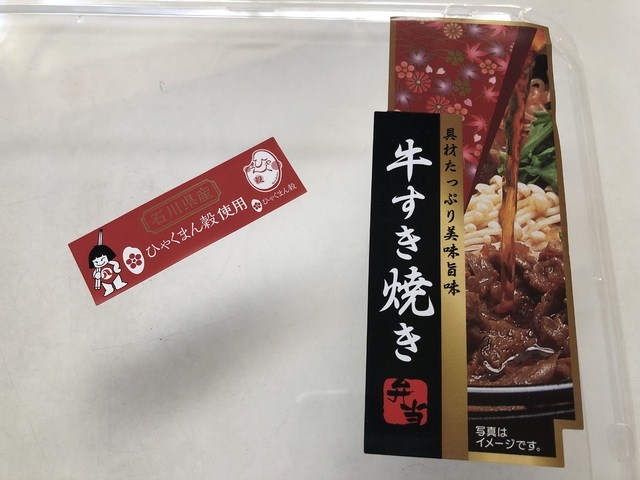 石川県産
ひゃくまん穀使用
ひゃくまん穀
具材たっぷり美味旨味
牛すき焼き
弁当
写真は
イメージです。